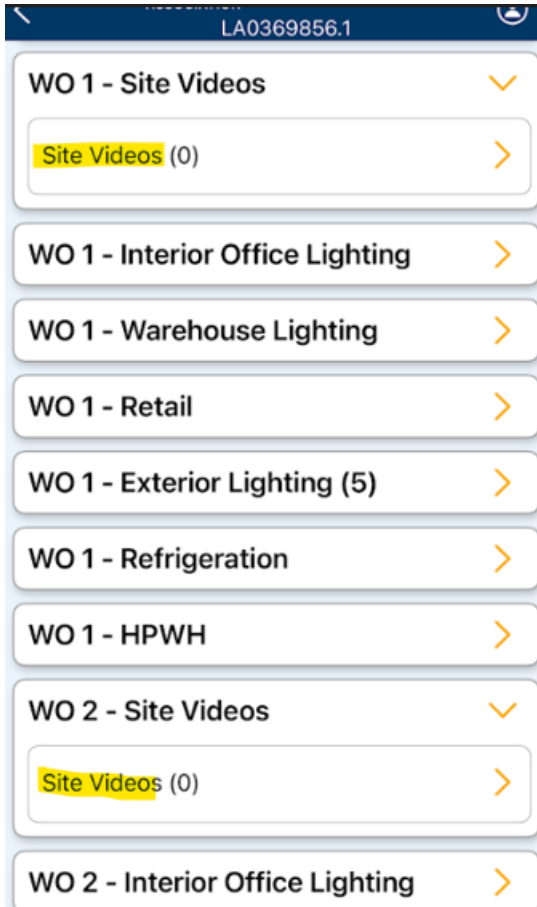 LA0369856.1
WO 1 - Site Videos
Site Videos (0)
WO 1 - Interior Office Lighting
WO 1 - Warehouse Lighting
WO 1 - Retail
WO 1 - Exterior Lighting (5)
WO 1 - Refrigeration
WO 1 - HPWH
WO 2 - Site Videos
Site Videos (0)
WO 2 - Interior Office Lighting